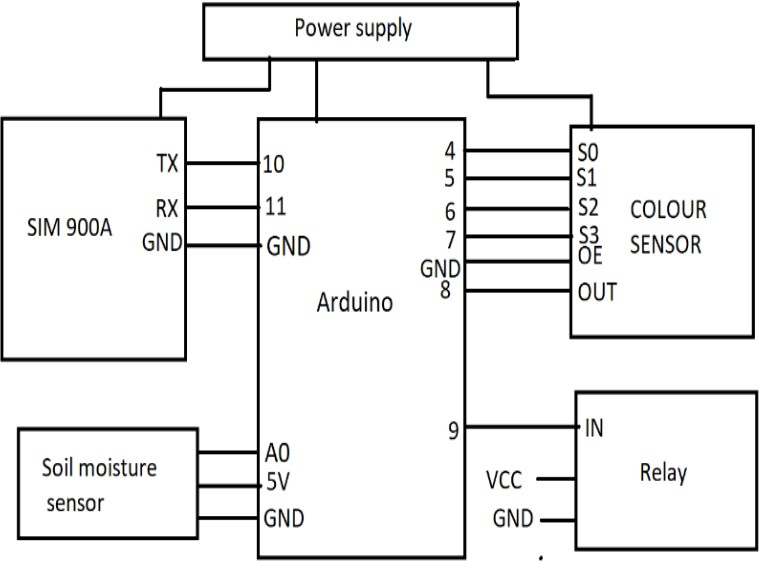 Power supply
SIM 900A
TX
RX
GND
10
11
GND
Arduino
4
5
6
7
GND
8
9
S0
S1
S2
S3
OE
OUT
COLOUR
SENSOR
Soil moisture
sensor
A0
5V
GND
IN
VCC
GND
Relay